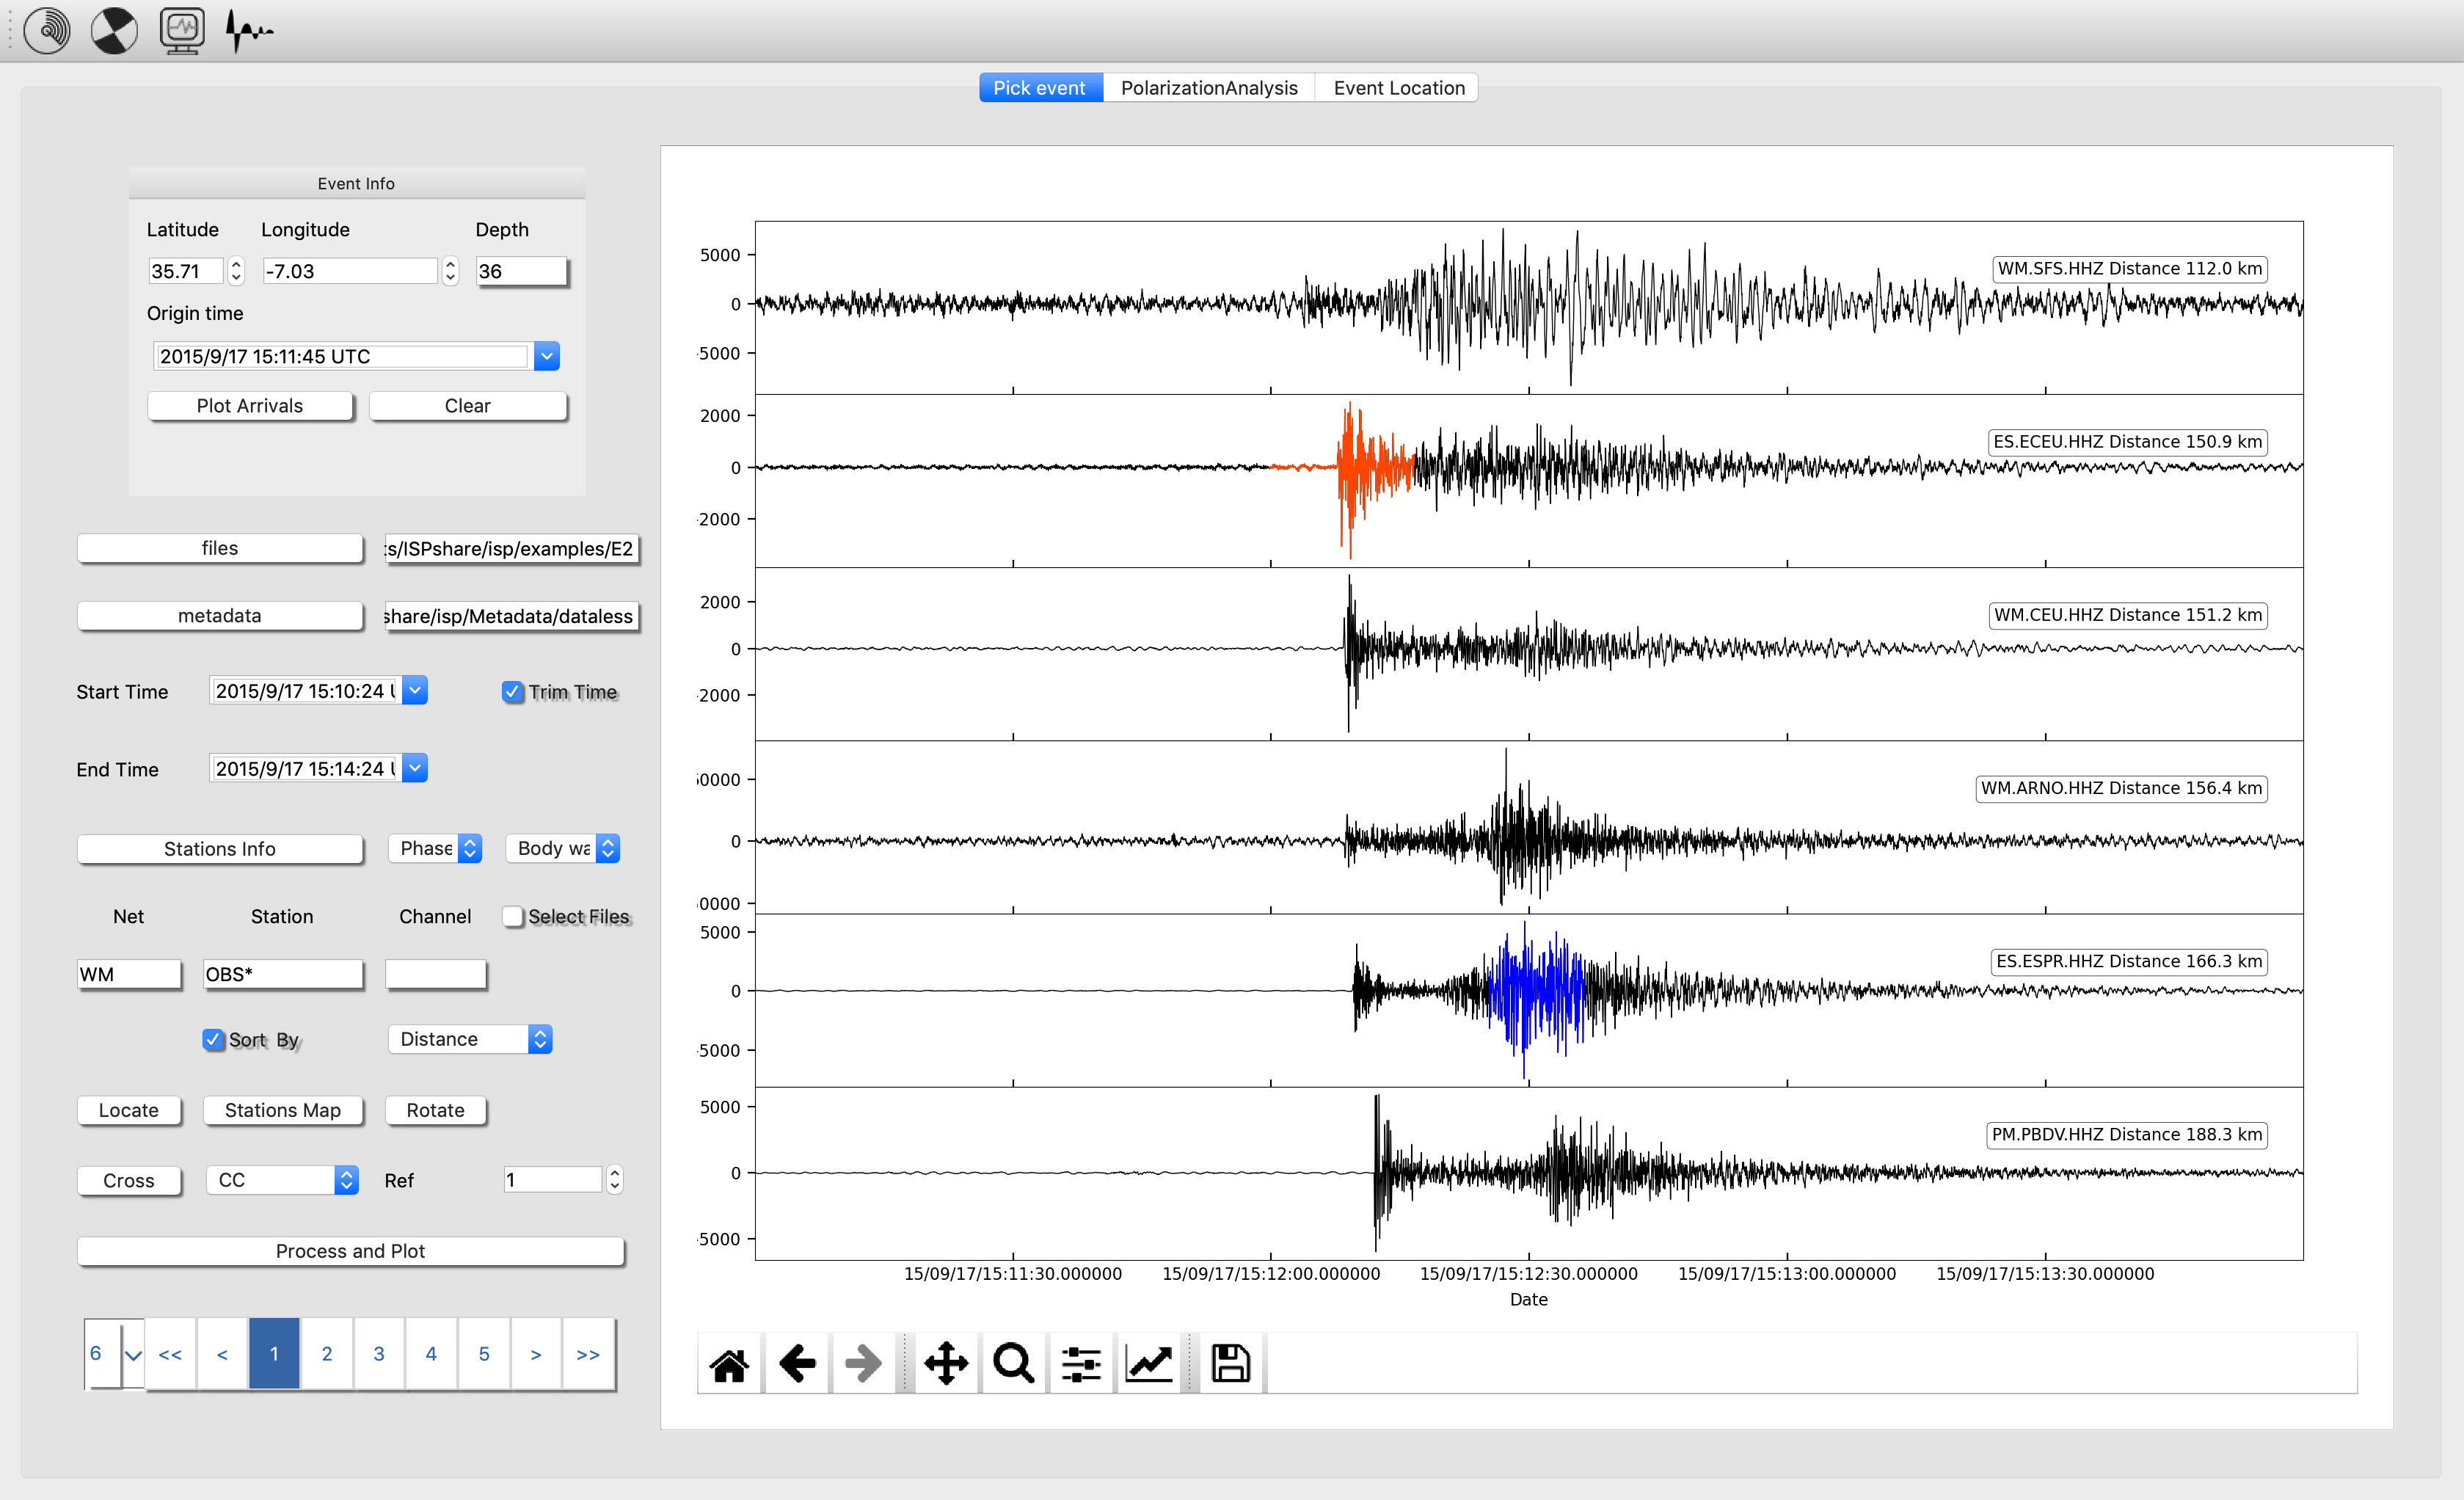 Pick event PolarizationAnalysis Event Location
Event Info
Latitude Longitude Depth
35.71 -7.03 36
Origin time
2015/9/17 15:11:45 UTC
Plot Arrivals Clear
files :s/ISPshare/isp/examples/E2
metadata share/isp/Metadata/dataless
Start Time 2015/9/17 15:10:24 Trim Time
End Time 2015/9/17 15:14:24
Stations Info Phase Body wa
Net Station Channel Select Files
WM OBS*
Sort By Distance
Locate Stations Map Rotate
Cross CC Ref 1
Process and Plot
6 << < 1 2 3 4 5 > >>
5000
0
-5000
WM.SFS.HHZ Distance 112.0 km
2000
0
-2000
ES.ECEU.HHZ Distance 150.9 km
2000
0
-2000
WM.CEU.HHZ Distance 151.2 km
0000
0
0000
WM.ARNO.HHZ Distance 156.4 km
5000
0
-5000
ES.ESPR.HHZ Distance 166.3 km
5000
0
-5000
PM.PBDV.HHZ Distance 188.3 km
15/09/17/15:11:30.000000 15/09/17/15:12:00.000000 15/09/17/15:12:30.000000 15/09/17/15:13:00.000000 15/09/17/15:13:30.000000
Date